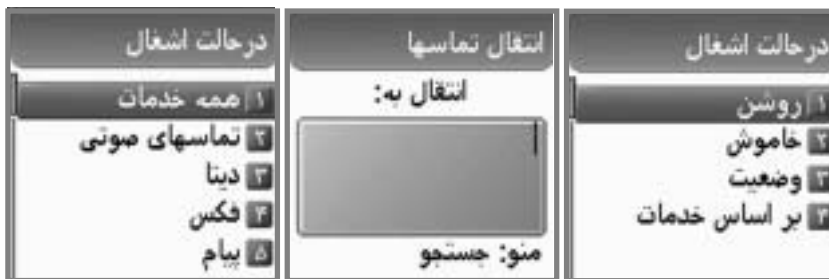 درحالت اشغال
۱ روشن
۲ خاموش
۳ وضعیت
۴ بر اساس خدمات
انتقال تماسها
انتقال به:
منو: جستجو
درحالت اشغال
۱ همه خدمات
۲ تماسهای صوتی
۳ دیتا
۴ فکس
۵ پیام